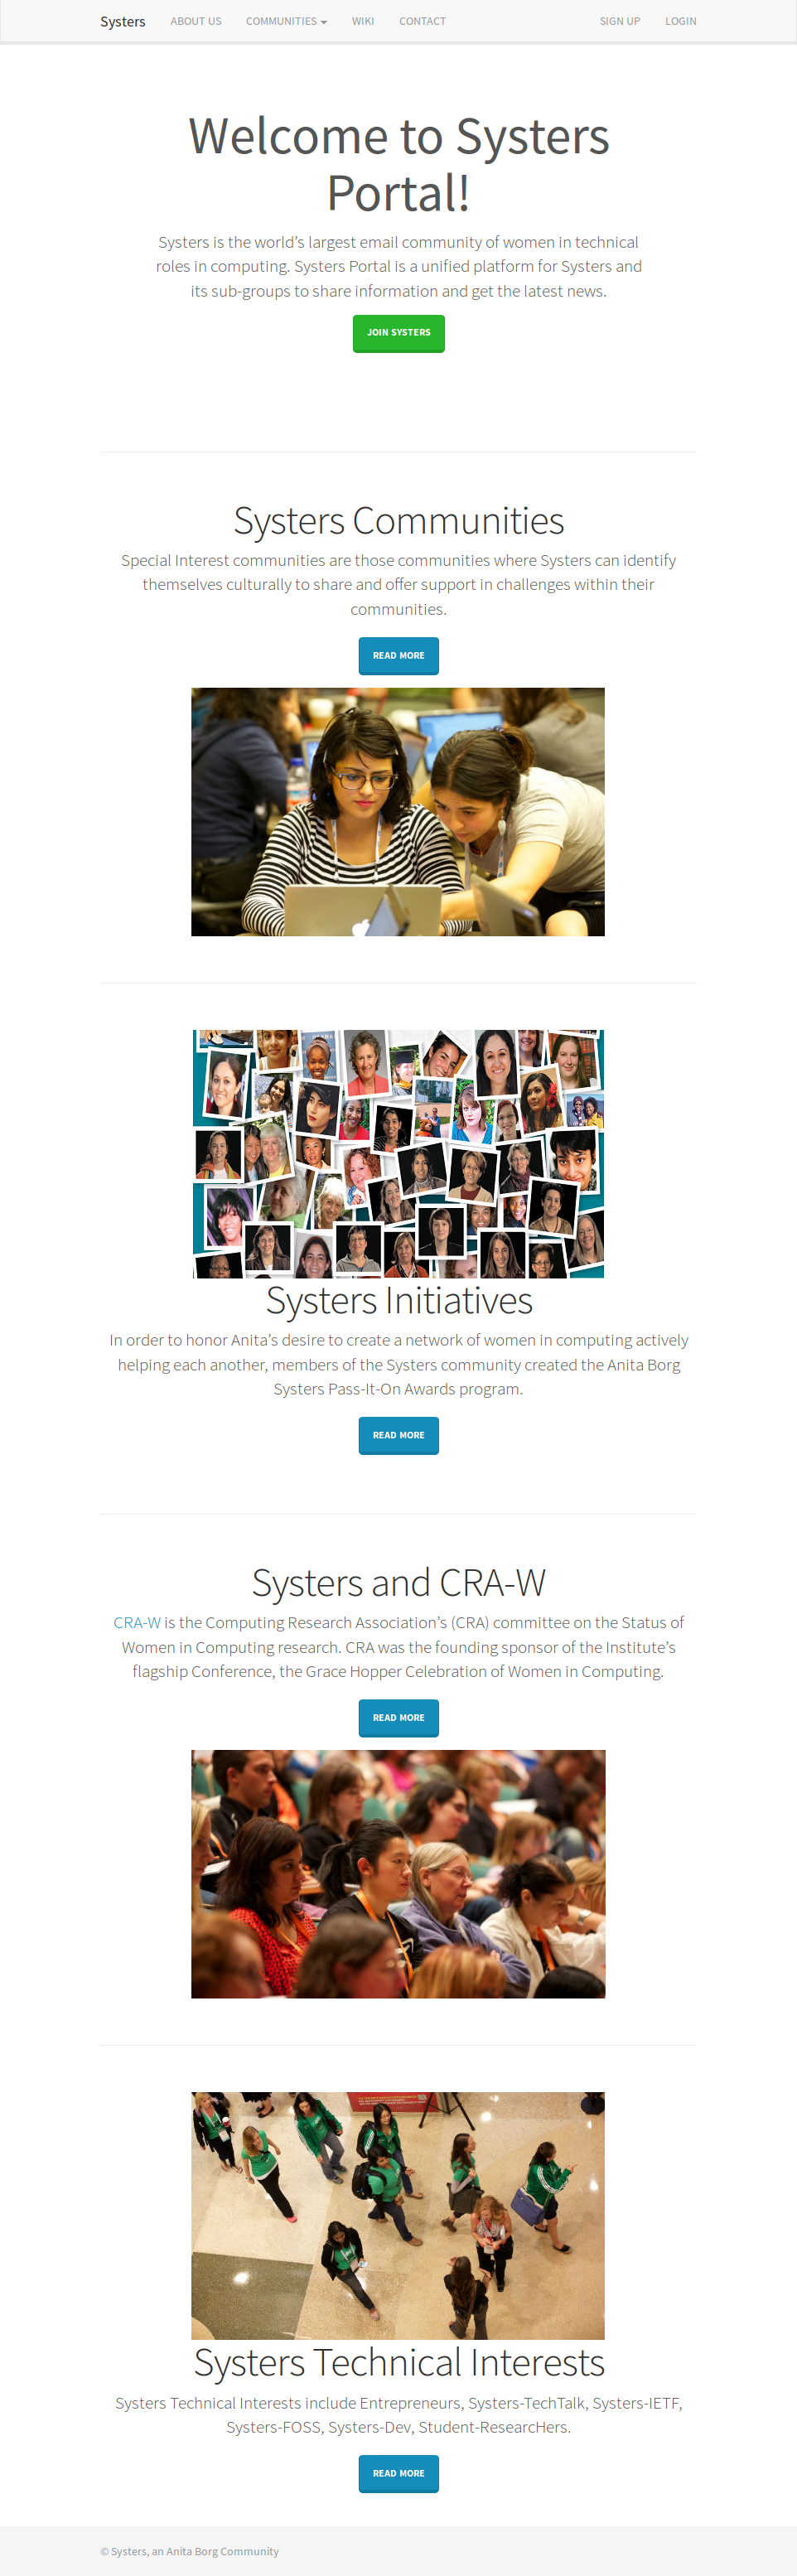 Systers ABOUT US COMMUNITIES WIKI CONTACT SIGN UP LOGIN
Welcome to Systers
Portal!
Systers is the world’s largest email community of women in technical
roles in computing. Systers Portal is a unified platform for Systers and
its sub-groups to share information and get the latest news.
JOIN SYSTERS
Systers Communities
Special Interest communities are those communities where Systers can identify
themselves culturally to share and offer support in challenges within their
communities.
READ MORE
Systers Initiatives
In order to honor Anita’s desire to create a network of women in computing actively
helping each another, members of the Systers community created the Anita Borg
Systers Pass-It-On Awards program.
READ MORE
Systers and CRA-W
CRA-W is the Computing Research Association’s (CRA) committee on the Status of
Women in Computing research. CRA was the founding sponsor of the Institute’s
flagship Conference, the Grace Hopper Celebration of Women in Computing.
READ MORE
Systers Technical Interests
Systers Technical Interests include Entrepreneurs, Systers-TechTalk, Systers-IETF,
Systers-FOSS, Systers-Dev, Student-ResearcHers.
READ MORE
© Systers, an Anita Borg Community